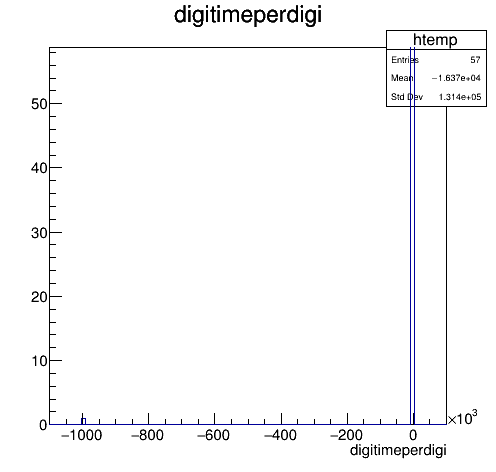 digitimeperdigi
htemp
Entries 57
Mean −1.637e+04
Std Dev 1.314e+05
50
40
30
20
10
0
−1000 −800 −600 −400 −200 0
×10³
digitimeperdigi